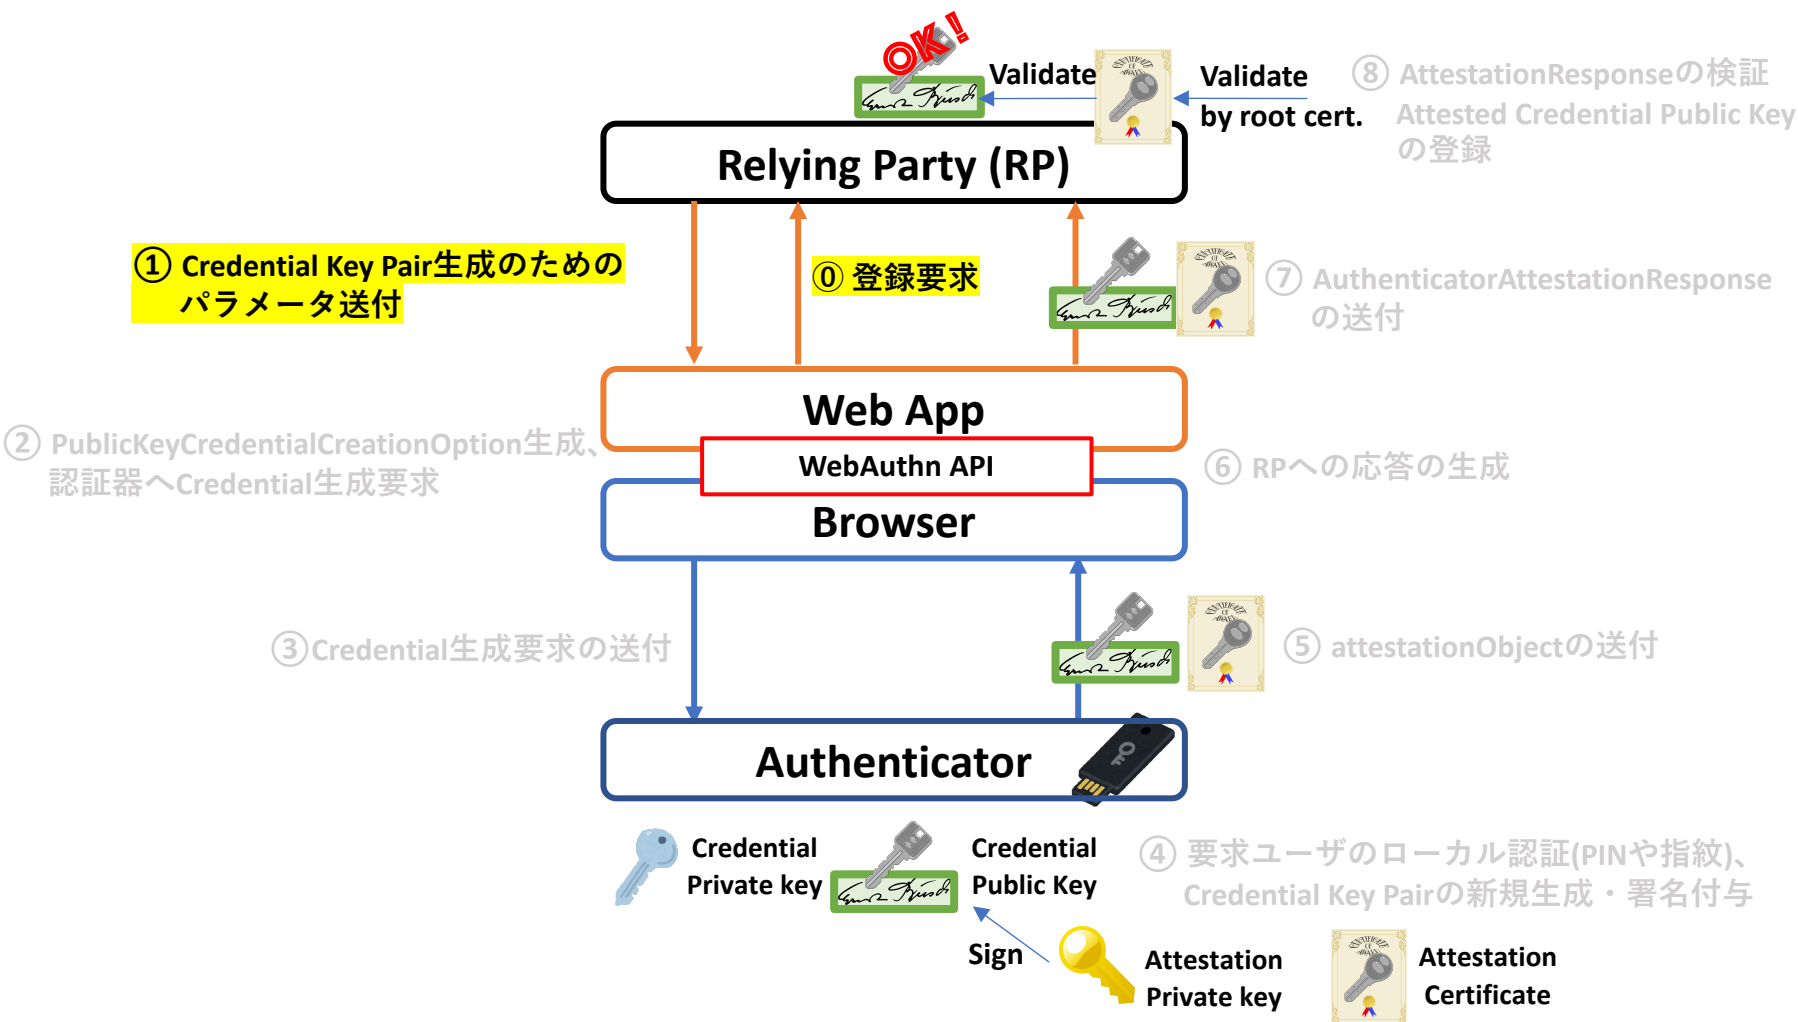 OK!
Validate
Validate
by root cert.
⑧ AttestationResponseの検証
Attested Credential Public Key
の登録
Relying Party (RP)
① Credential Key Pair生成のための
パラメータ送付
⓪ 登録要求
CERTIFICATE
OF
AWARD
⑦ AuthenticatorAttestationResponse
の送付
Web App
WebAuthn API
Browser
② PublicKeyCredentialCreationOption生成、
認証器へCredential生成要求
⑥ RPへの応答の生成
③Credential生成要求の送付
⑤ attestationObjectの送付
Authenticator
Credential
Private key
Credential
Public Key
④ 要求ユーザのローカル認証(PINや指紋)、
Credential Key Pairの新規生成・署名付与
Sign
Attestation
Private key
Attestation
Certificate